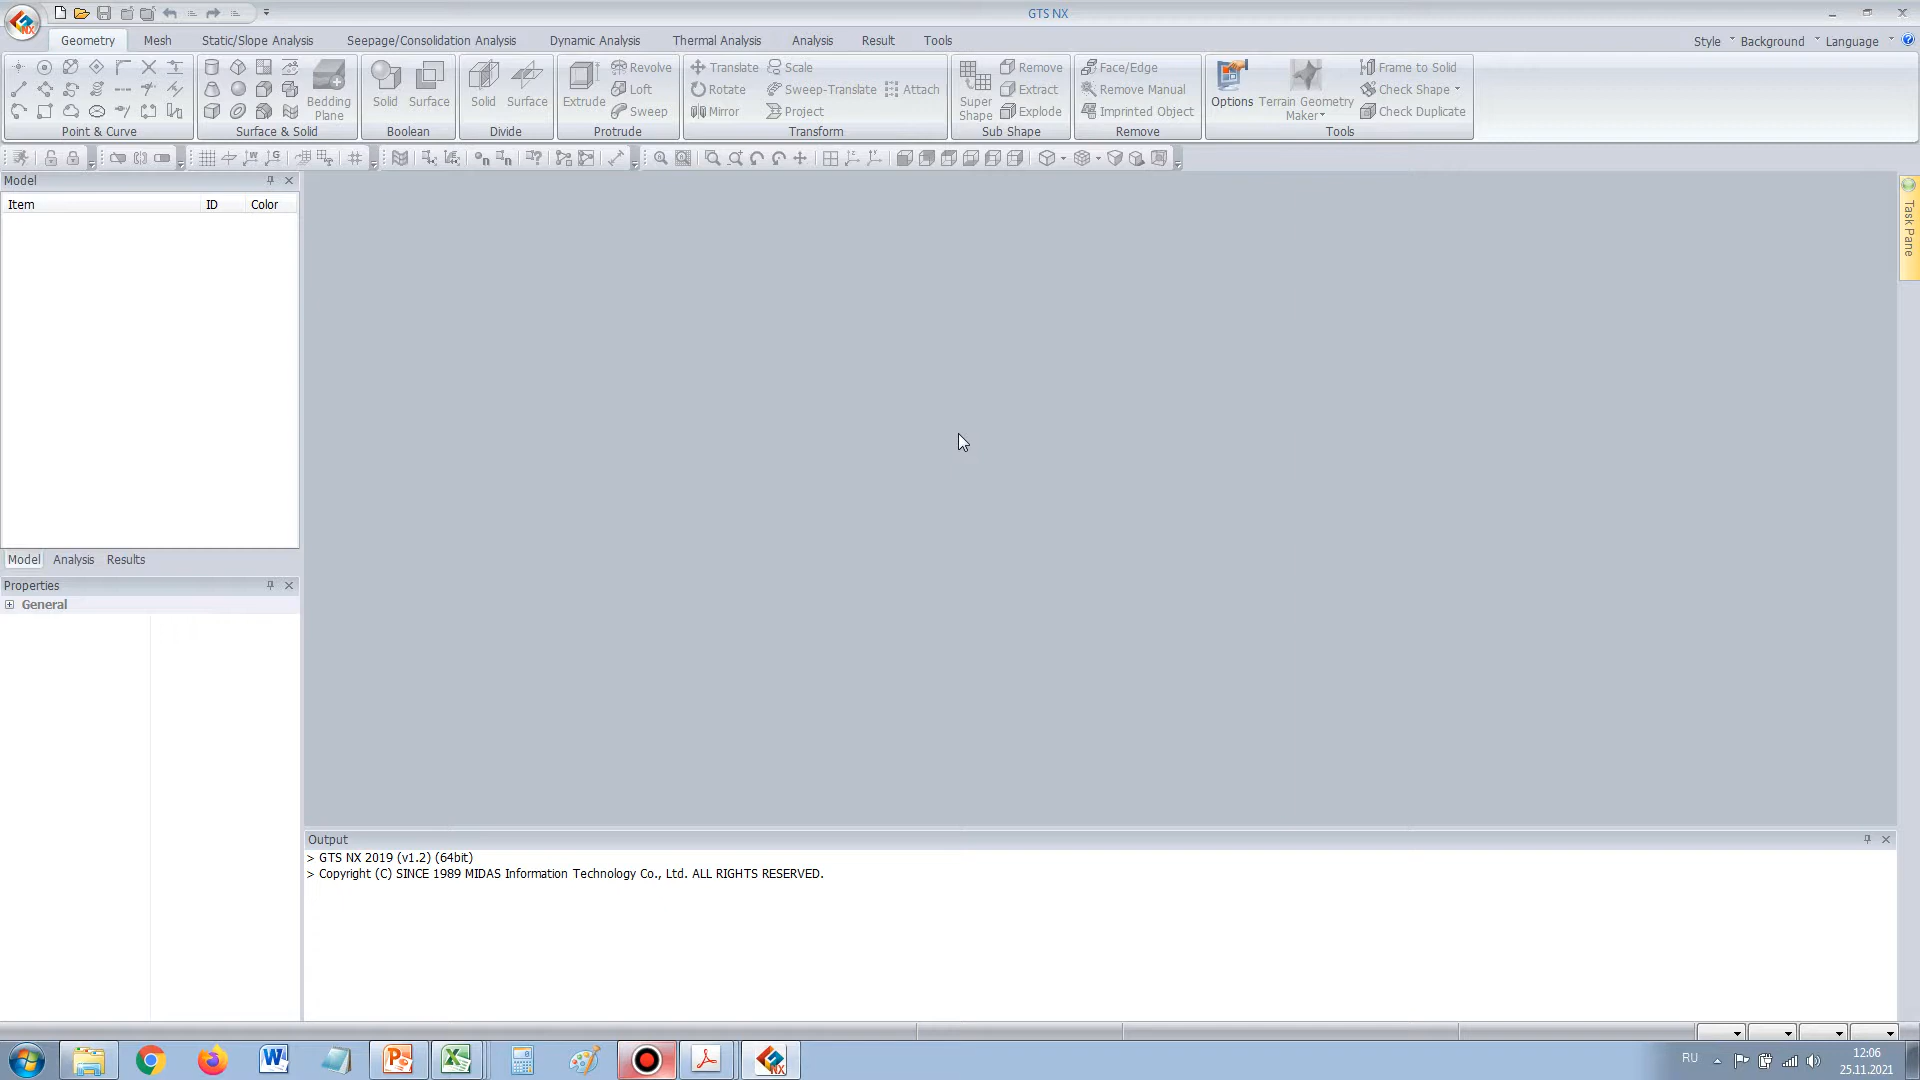 GTS NX
Geometry Mesh Static/Slope Analysis Seepage/Consolidation Analysis Dynamic Analysis Thermal Analysis Analysis Result Tools
Style Background Language
Bedding Plane
Point & Curve
Surface & Solid
Solid Surface
Boolean
Solid Surface
Divide
Extrude
Revolve
Loft
Sweep
Protrude
Translate Scale
Rotate Sweep-Translate Attach
Mirror Project
Transform
Super Shape
Remove
Extract
Explode
Sub Shape
Face/Edge
Remove Manual
Imprinted Object
Remove
Options
Terrain Geometry Maker
Frame to Solid
Check Shape
Check Duplicate
Tools
Model
Item ID Color
Model Analysis Results
Properties
General
Task Pane
Output
> GTS NX 2019 (v1.2) (64bit)
> Copyright (C) SINCE 1989 MIDAS Information Technology Co., Ltd. ALL RIGHTS RESERVED.
RU
12:06
25.11.2021